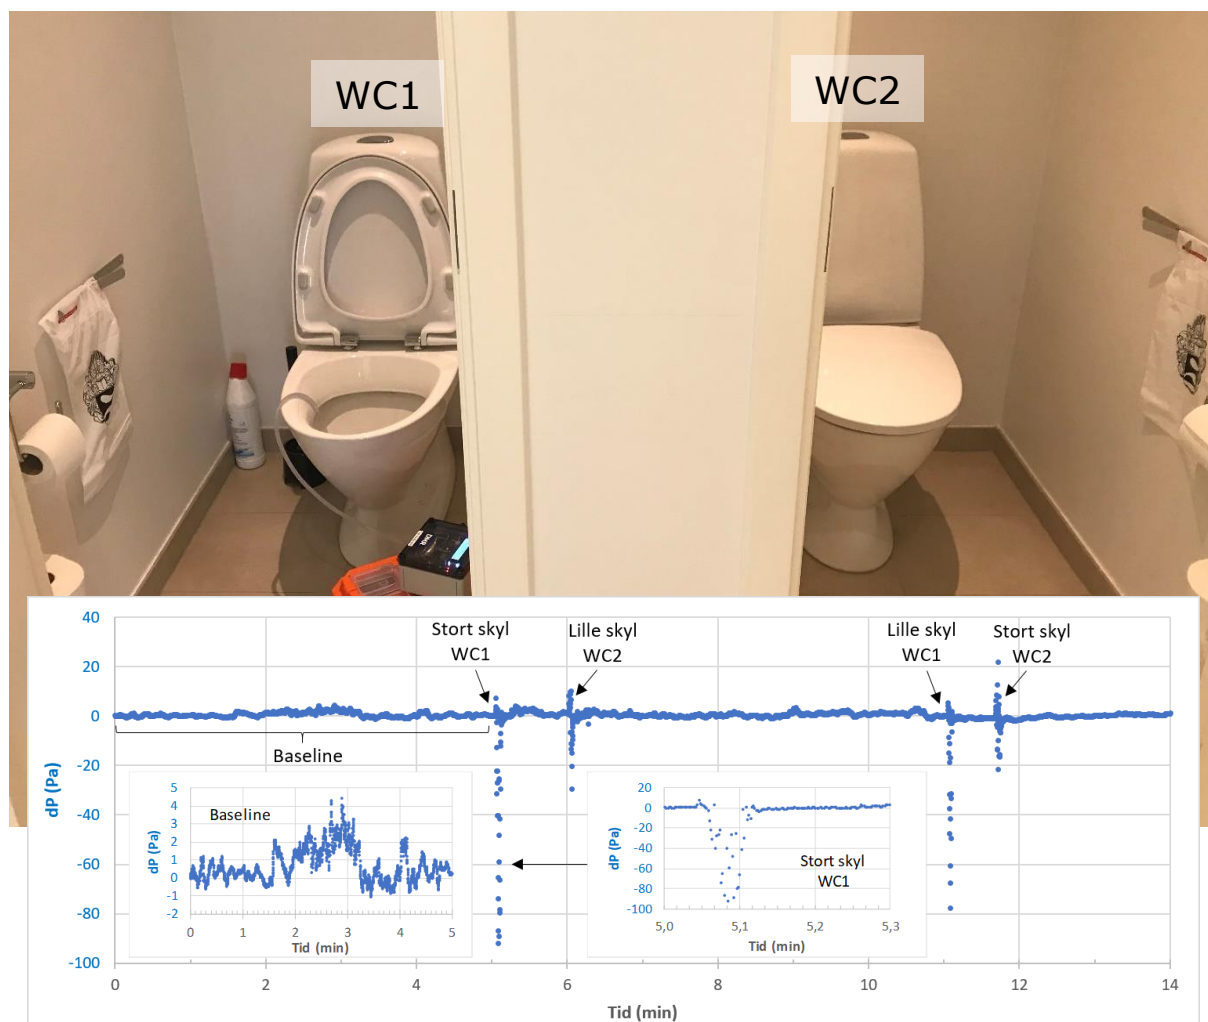 WC1
WC2
DNR
40
20
0
-20
-40
-60
-80
-100
dP (Pa)
Stort skyl
WC1
Lille skyl
WC2
Lille skyl
WC1
Stort skyl
WC2
Baseline
5
4
3
2
1
0
-1
-2
dP (Pa)
Baseline
0 1 2 3 4 5
Tid (min)
20
0
-20
-40
-60
-80
-100
dP (Pa)
Stort skyl
WC1
5,0 5,1 5,2 5,3
Tid (min)
0 2 4 6 8 10 12 14
Tid (min)